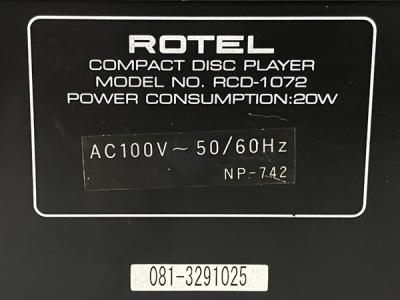 ROTEL
COMPACT DISC PLAYER
MODEL NO. RCD-1072
POWER CONSUMPTION:20W
AC100V~ 50/60Hz
NP-742
081-3291025